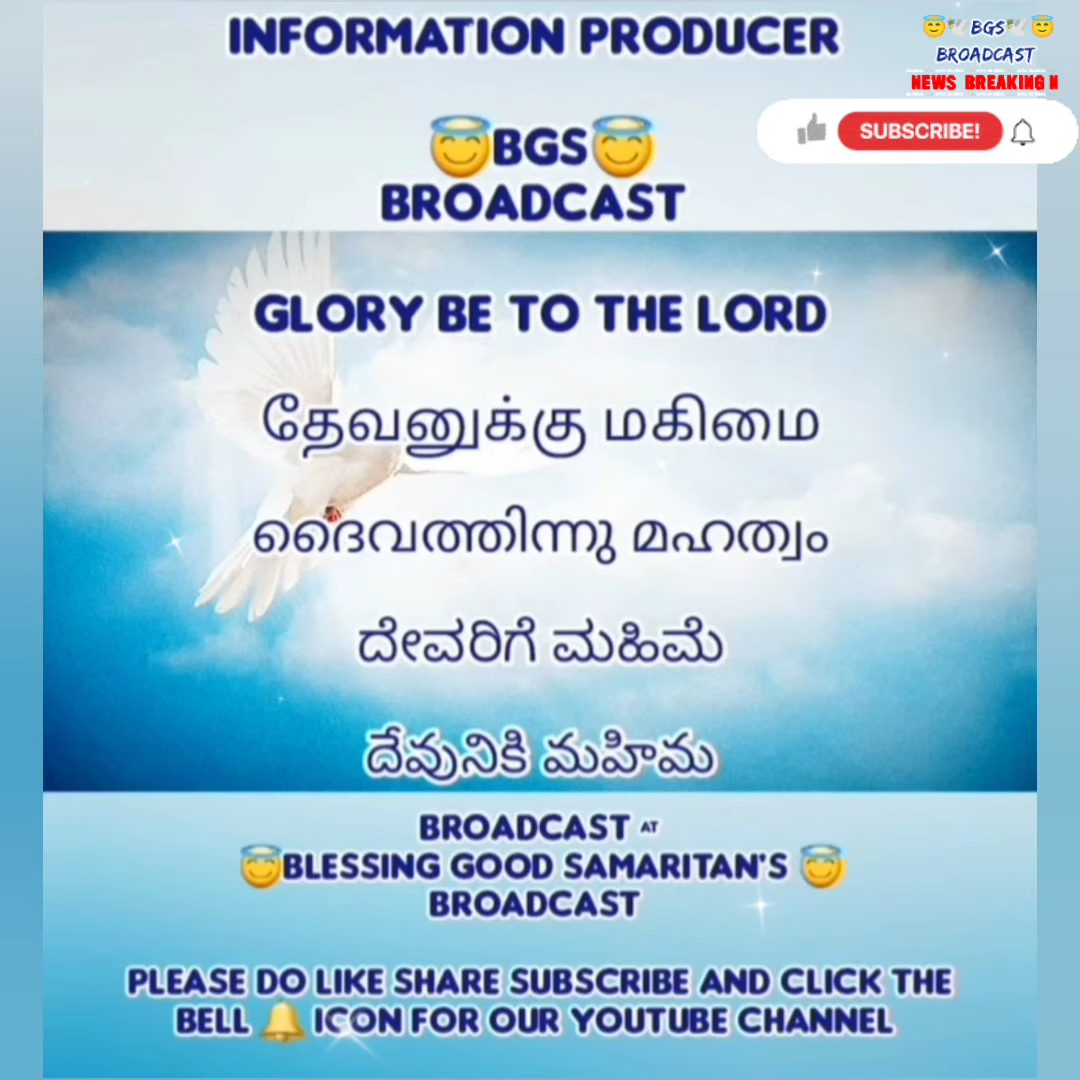 INFORMATION PRODUCER
😇🕊BGS🕊😇
BROADCAST
NEWS BREAKING N
SUBSCRIBE!
😇BGS😇
BROADCAST
GLORY BE TO THE LORD
தேவனுக்கு மகிமை
ദൈവത്തിന്നു മഹത്വം
ದೇವರಿಗೆ ಮಹಿಮೆ
దేవునికి మహిమ
BROADCAST AT
😇BLESSING GOOD SAMARITAN'S 😇
BROADCAST
PLEASE DO LIKE SHARE SUBSCRIBE AND CLICK THE
BELL 🔔 ICON FOR OUR YOUTUBE CHANNEL